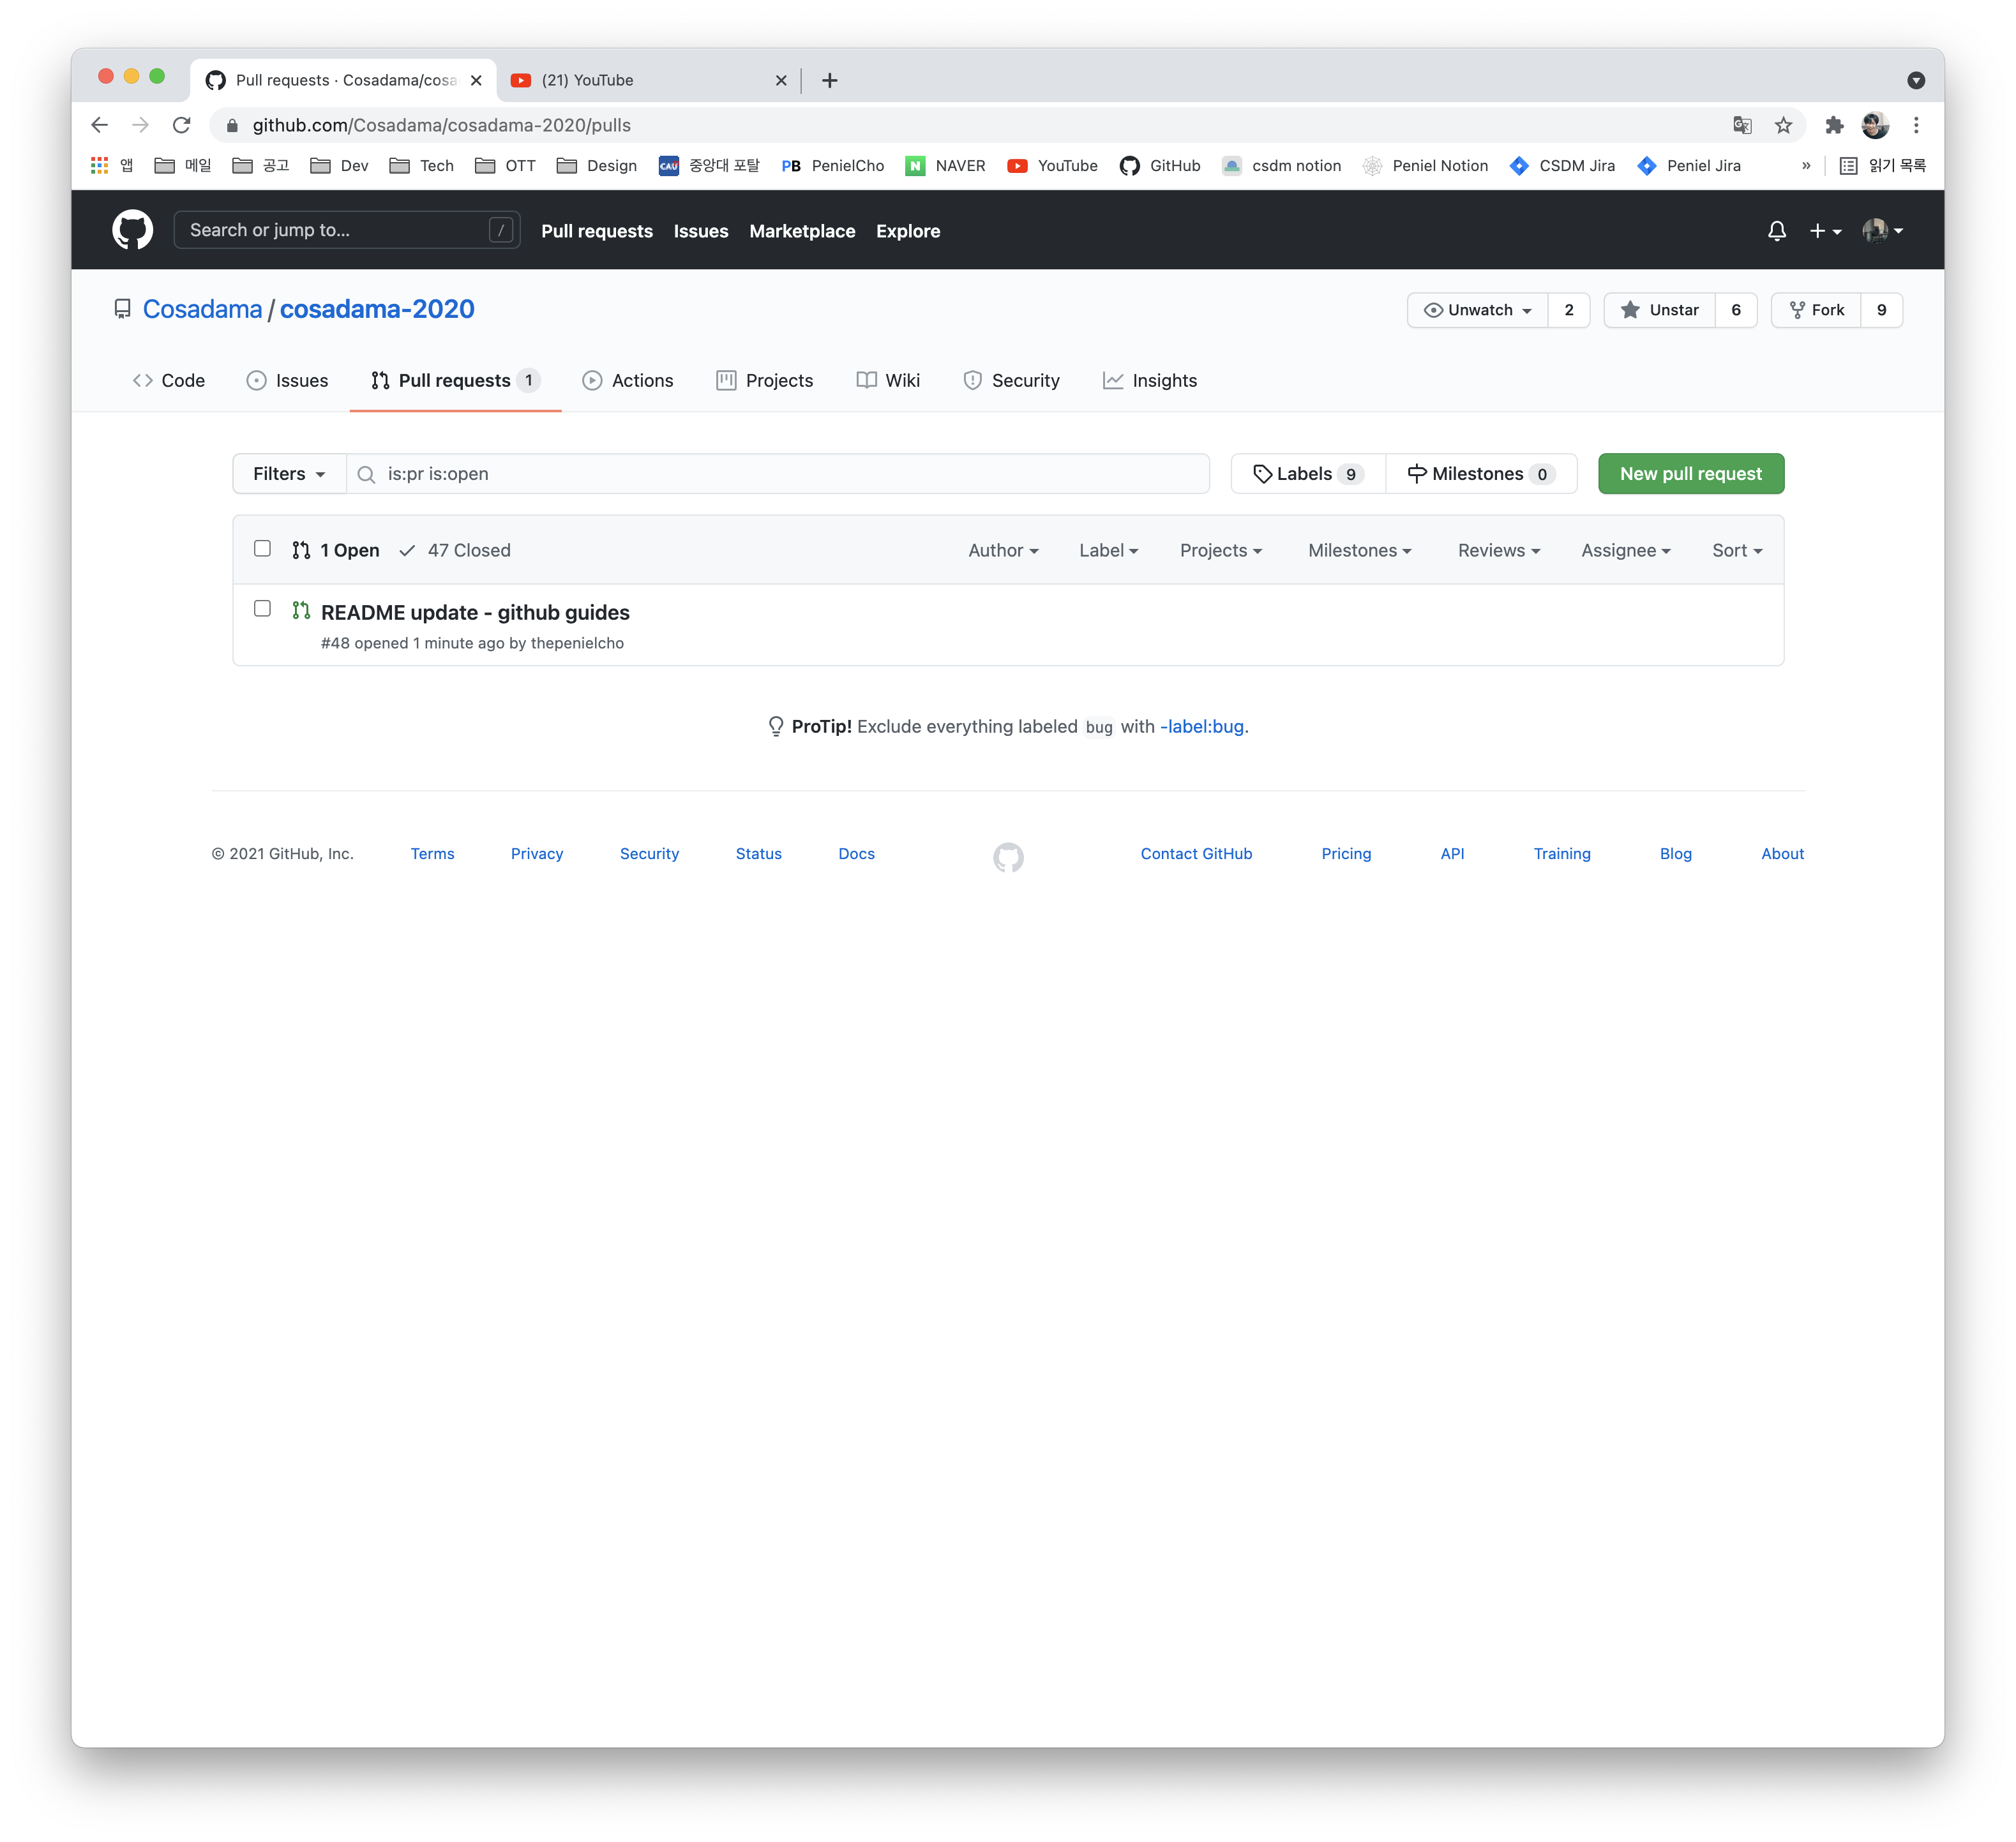 Pull requests · Cosadama/cosa
(21) YouTube
github.com/Cosadama/cosadama-2020/pulls
앱 메일 공고 Dev Tech OTT Design CAU 중앙대 포탈 PB PenielCho N NAVER YouTube GitHub csdm notion Peniel Notion CSDM Jira Peniel Jira » 읽기 목록
Search or jump to... / Pull requests Issues Marketplace Explore
Cosadama / cosadama-2020 Unwatch 2 Unstar 6 Fork 9
Code Issues Pull requests 1 Actions Projects Wiki Security Insights
Filters is:pr is:open Labels 9 Milestones 0 New pull request
1 Open 47 Closed Author Label Projects Milestones Reviews Assignee Sort
README update - github guides
#48 opened 1 minute ago by thepenielcho
ProTip! Exclude everything labeled bug with -label:bug.
© 2021 GitHub, Inc. Terms Privacy Security Status Docs Contact GitHub Pricing API Training Blog About